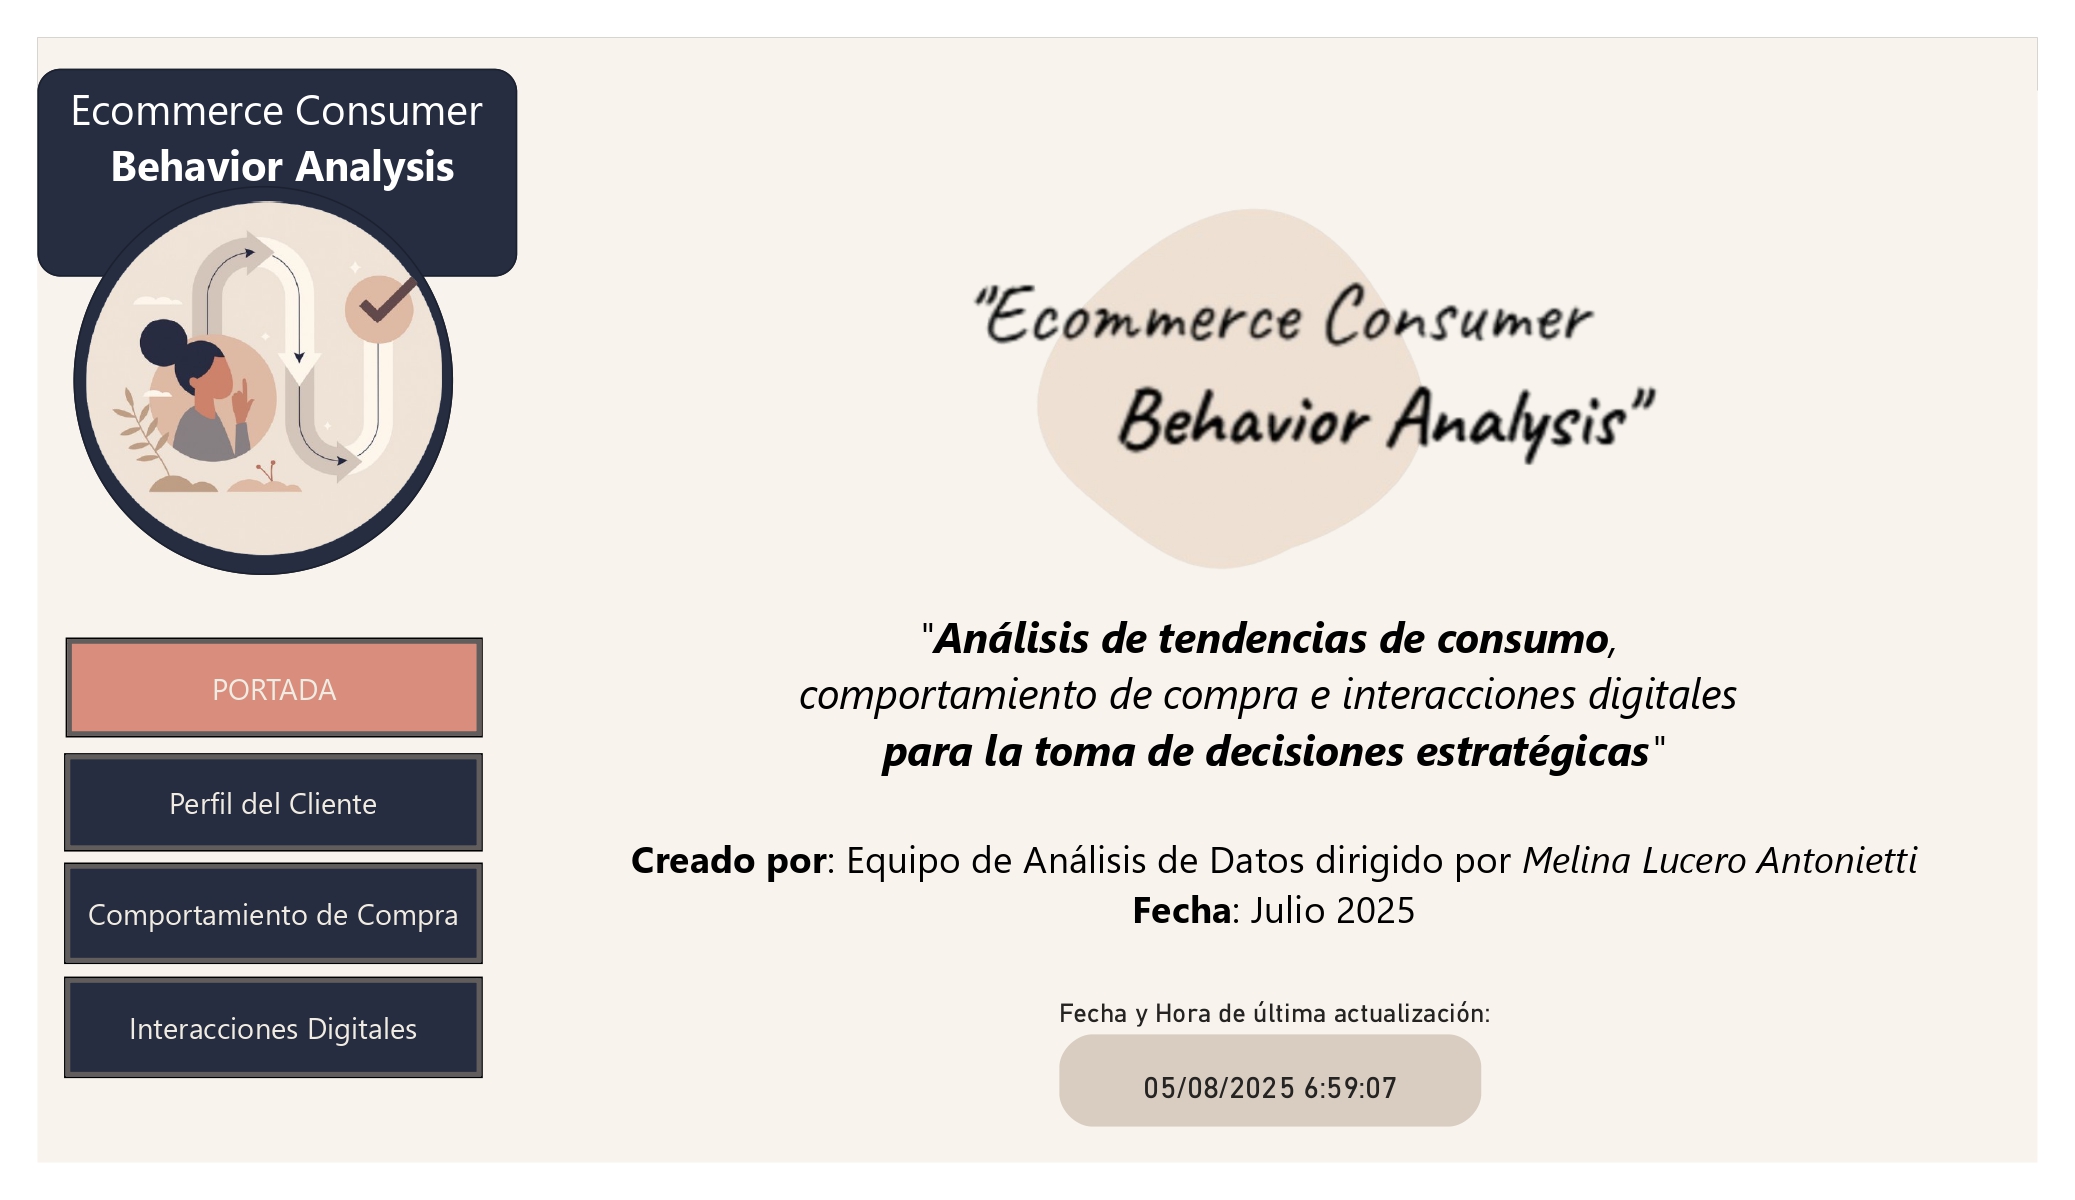 Ecommerce Consumer
Behavior Analysis
PORTADA
Perfil del Cliente
Comportamiento de Compra
Interacciones Digitales
"Ecommerce Consumer
Behavior Analysis"
"Análisis de tendencias de consumo,
comportamiento de compra e interacciones digitales
para la toma de decisiones estratégicas"
Creado por: Equipo de Análisis de Datos dirigido por Melina Lucero Antonietti
Fecha: Julio 2025
Fecha y Hora de última actualización:
05/08/2025 6:59:07